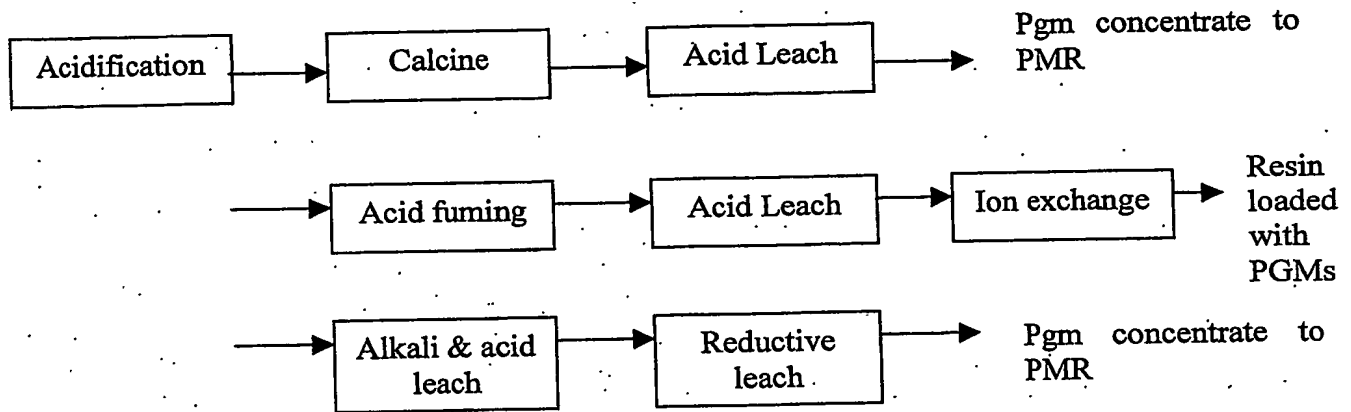 Acidification
Calcine
Acid Leach
Pgm concentrate to
PMR
Acid fuming
Acid Leach
Ion exchange
Resin
loaded
with
PGMs
Alkali & acid
leach
Reductive
leach
Pgm concentrate to
PMR